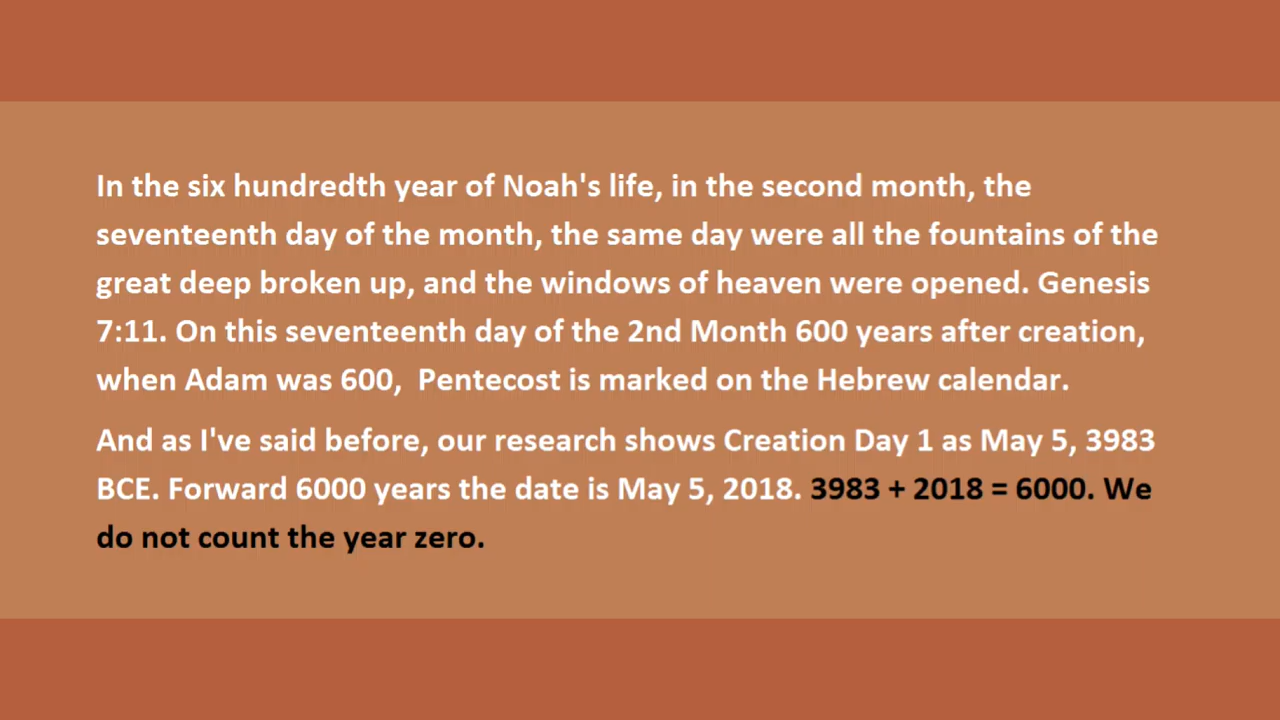 In the six hundredth year of Noah's life, in the second month, the
seventeenth day of the month, the same day were all the fountains of the
great deep broken up, and the windows of heaven were opened. Genesis
7:11. On this seventeenth day of the 2nd Month 600 years after creation,
when Adam was 600,  Pentecost is marked on the Hebrew calendar.
And as I've said before, our research shows Creation Day 1 as May 5, 3983
BCE. Forward 6000 years the date is May 5, 2018. 3983 + 2018 = 6000. We
do not count the year zero.